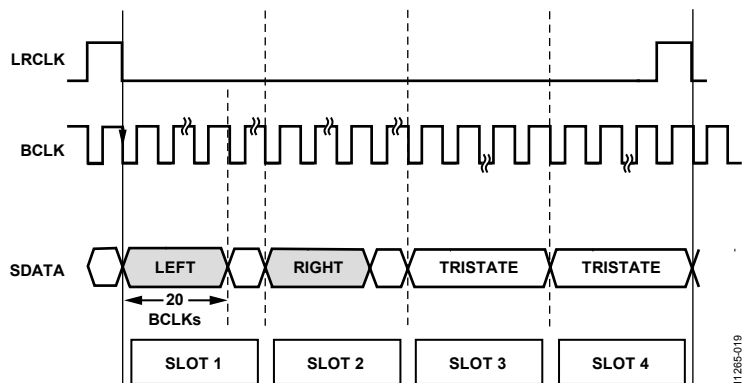 LRCLK
BCLK
SDATA
LEFT
RIGHT
TRISTATE
TRISTATE
20
BCLKs
SLOT 1
SLOT 2
SLOT 3
SLOT 4
11265-019